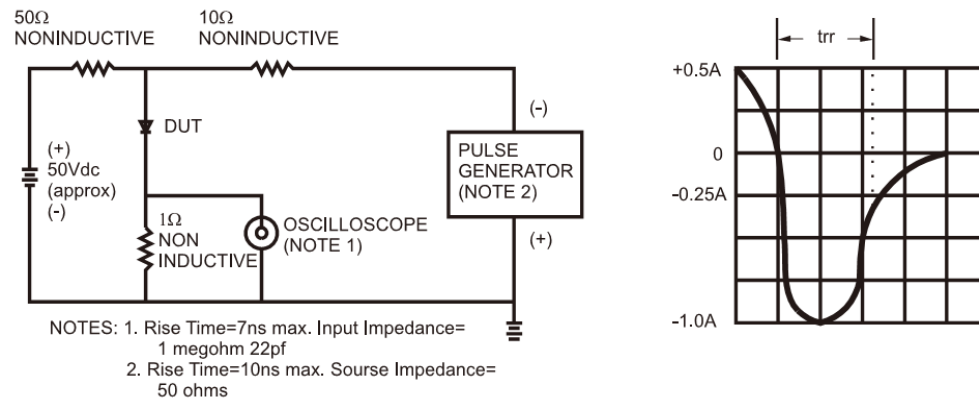 50Ω
NONINDUCTIVE
10Ω
NONINDUCTIVE
DUT
(+)
50Vdc
(approx)
(-)
1Ω
NON
INDUCTIVE
OSCILLOSCOPE
(NOTE 1)
(-)
PULSE
GENERATOR
(NOTE 2)
(+)
NOTES: 1. Rise Time=7ns max. Input Impedance=
1 megohm 22pf
2. Rise Time=10ns max. Sourse Impedance=
50 ohms
trr
+0.5A
0
-0.25A
-1.0A